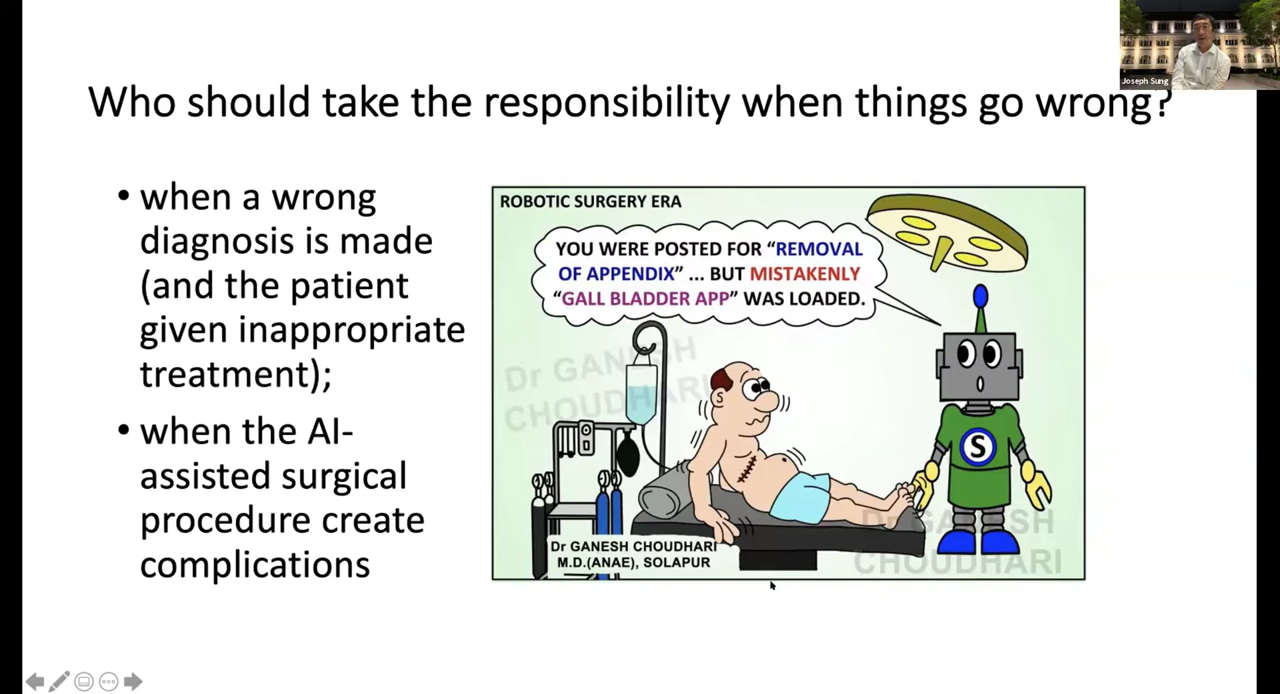 Joseph Sung
Who should take the responsibility when things go wrong?
• when a wrong
diagnosis is made
(and the patient
given inappropriate
treatment);
• when the AI-
assisted surgical
procedure create
complications
ROBOTIC SURGERY ERA
YOU WERE POSTED FOR “REMOVAL
OF APPENDIX” ... BUT MISTAKENLY
“GALL BLADDER APP” WAS LOADED.
Dr GANESH
CHOUDHARI
S
Dr GANESH CHOUDHARI
M.D.(ANAE), SOLAPUR
Dr GANESH
CHOUDHARI